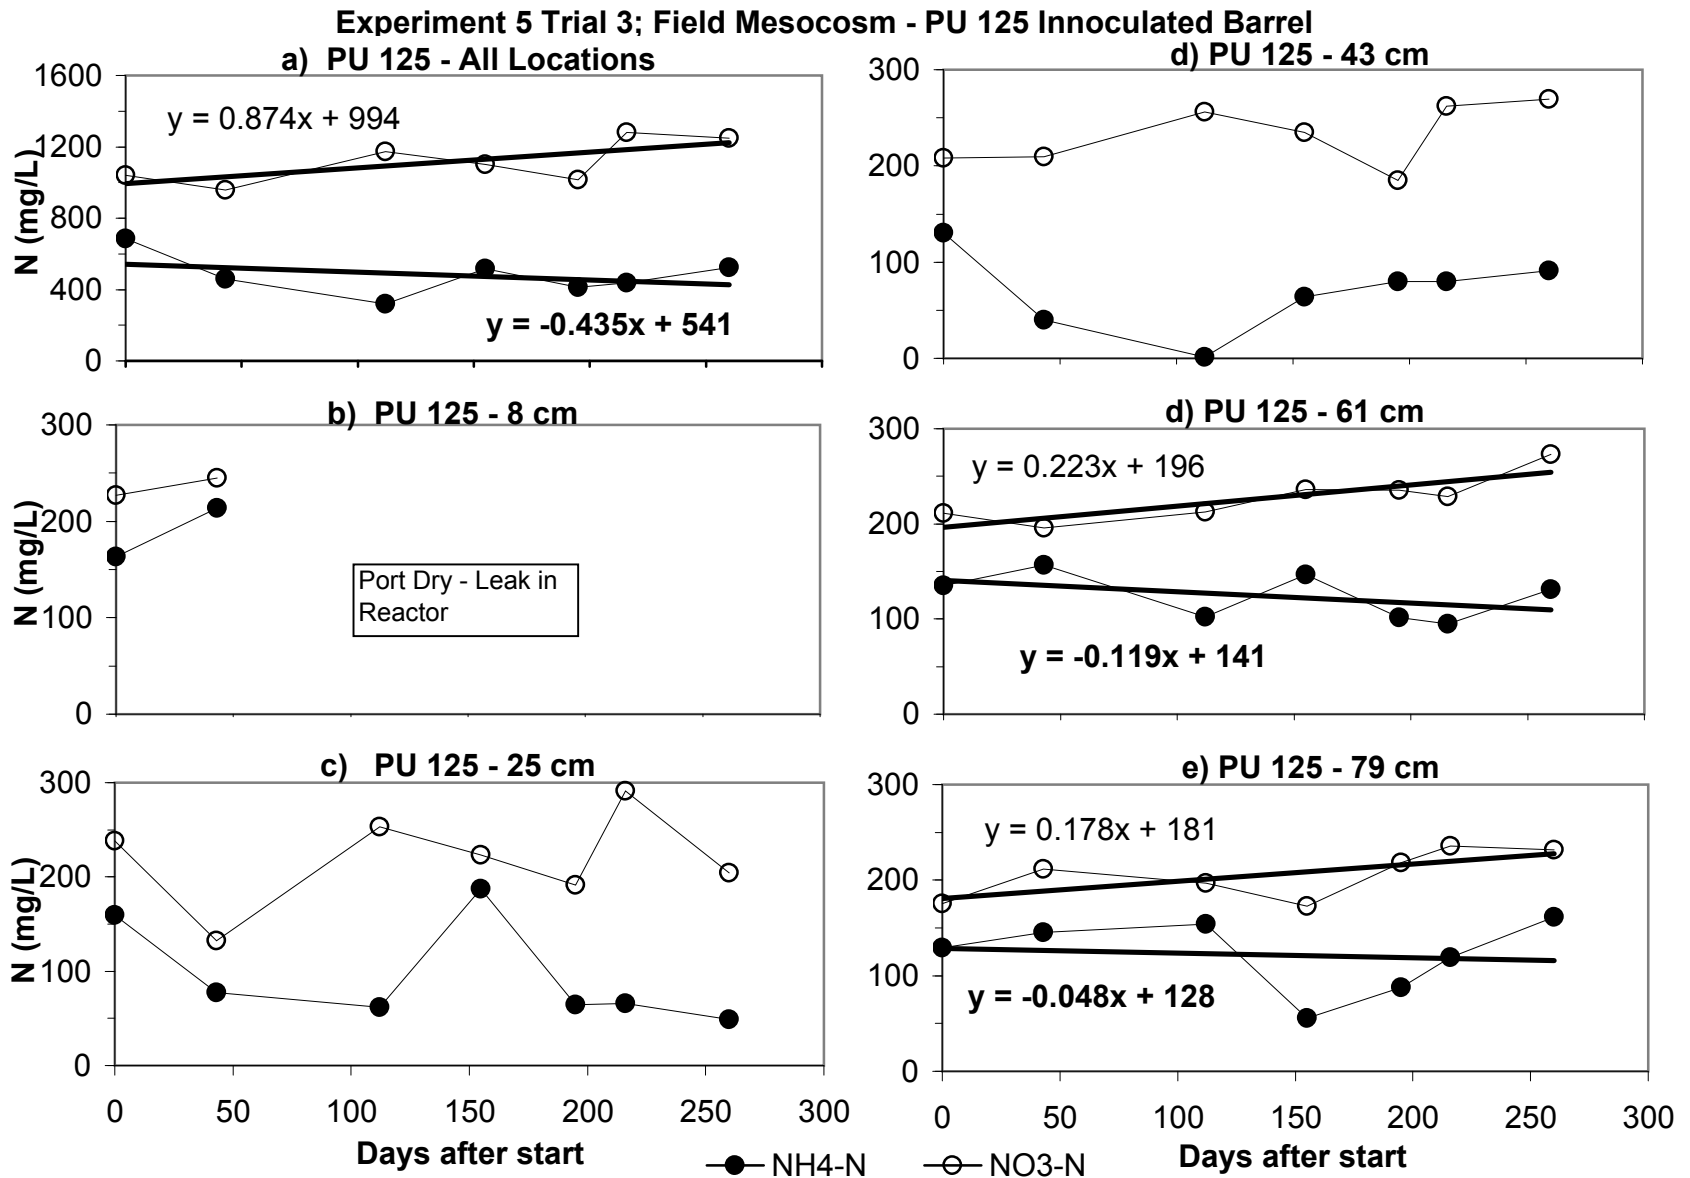 Experiment 5 Trial 3; Field Mesocosm - PU 125 Innoculated Barrel
a) PU 125 - All Locations
N (mg/L)
1600
1200
800
400
0
y = 0.874x + 994
y = -0.435x + 541
b) PU 125 - 8 cm
N (mg/L)
300
200
100
0
Port Dry - Leak in
Reactor
c) PU 125 - 25 cm
N (mg/L)
300
200
100
0
0 50 100 150 200 250 300
Days after start
d) PU 125 - 43 cm
300
200
100
0
d) PU 125 - 61 cm
300
200
100
0
y = 0.223x + 196
y = -0.119x + 141
e) PU 125 - 79 cm
300
200
100
0
y = 0.178x + 181
y = -0.048x + 128
0 50 100 150 200 250 300
Days after start
NH4-N NO3-N